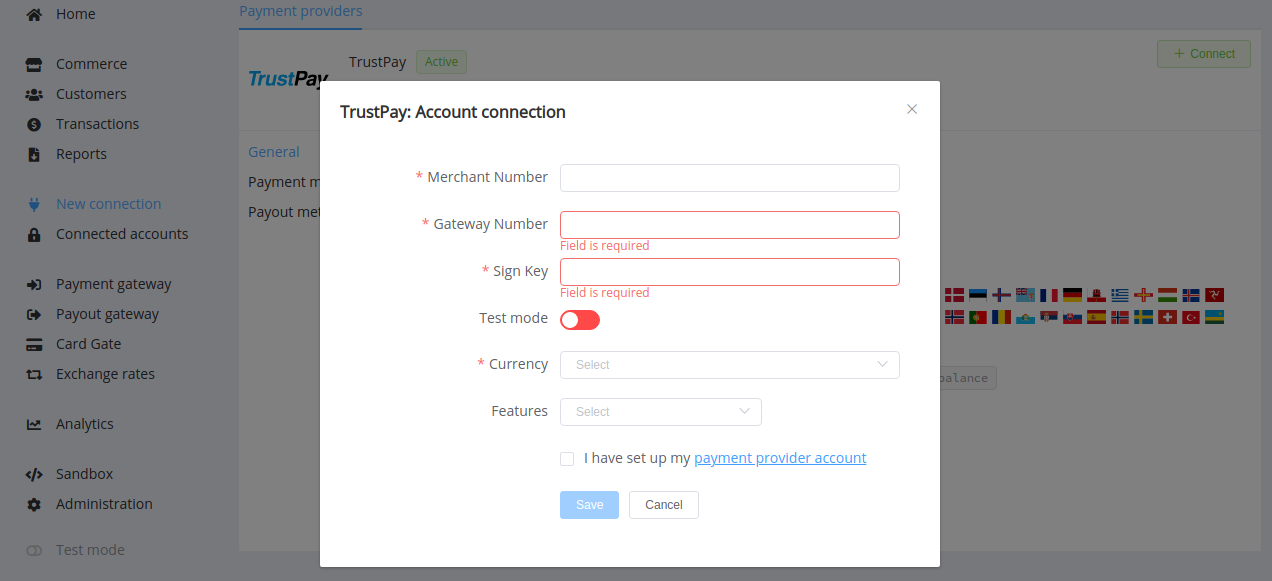 Home
Commerce
Customers
Transactions
Reports
New connection
Connected accounts
Payment gateway
Payout gateway
Card Gate
Exchange rates
Analytics
Sandbox
Administration
Test mode
Payment providers
TrustPay
TrustPay Active
+ Connect
General
Payment m
Payout met
balance
TrustPay: Account connection
* Merchant Number
* Gateway Number
Field is required
* Sign Key
Field is required
Test mode
* Currency Select
Features Select
I have set up my payment provider account
Save Cancel